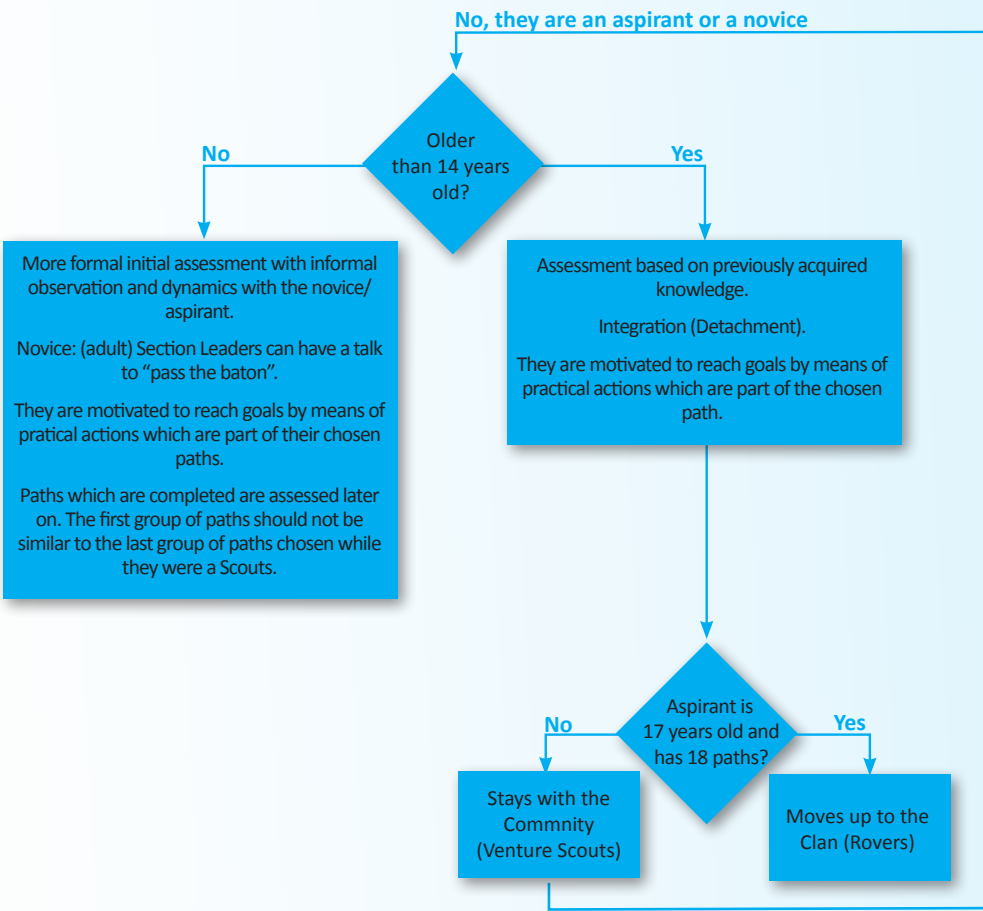 No, they are an aspirant or a novice
Older
than 14 years
old?
No
Yes
More formal initial assessment with informal
observation and dynamics with the novice/
aspirant.
Novice: (adult) Section Leaders can have a talk
to “pass the baton”.
They are motivated to reach goals by means of
pratical actions which are part of their chosen
paths.
Paths which are completed are assessed later
on. The first group of paths should not be
similar to the last group of paths chosen while
they were a Scouts.
Assessment based on previously acquired
knowledge.
Integration (Detachment).
They are motivated to reach goals by means of
practical actions which are part of the chosen
path.
Aspirant is
17 years old and
has 18 paths?
No
Yes
Stays with the
Commnity
(Venture Scouts)
Moves up to the
Clan (Rovers)